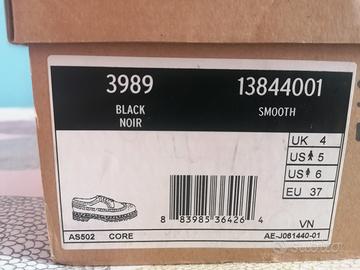 3989 13844001
BLACK SMOOTH
NOIR
UK 4
US 5
US 6
EU 37
8 83985 36426 4
VN
AS502 CORE AE-J061440-01